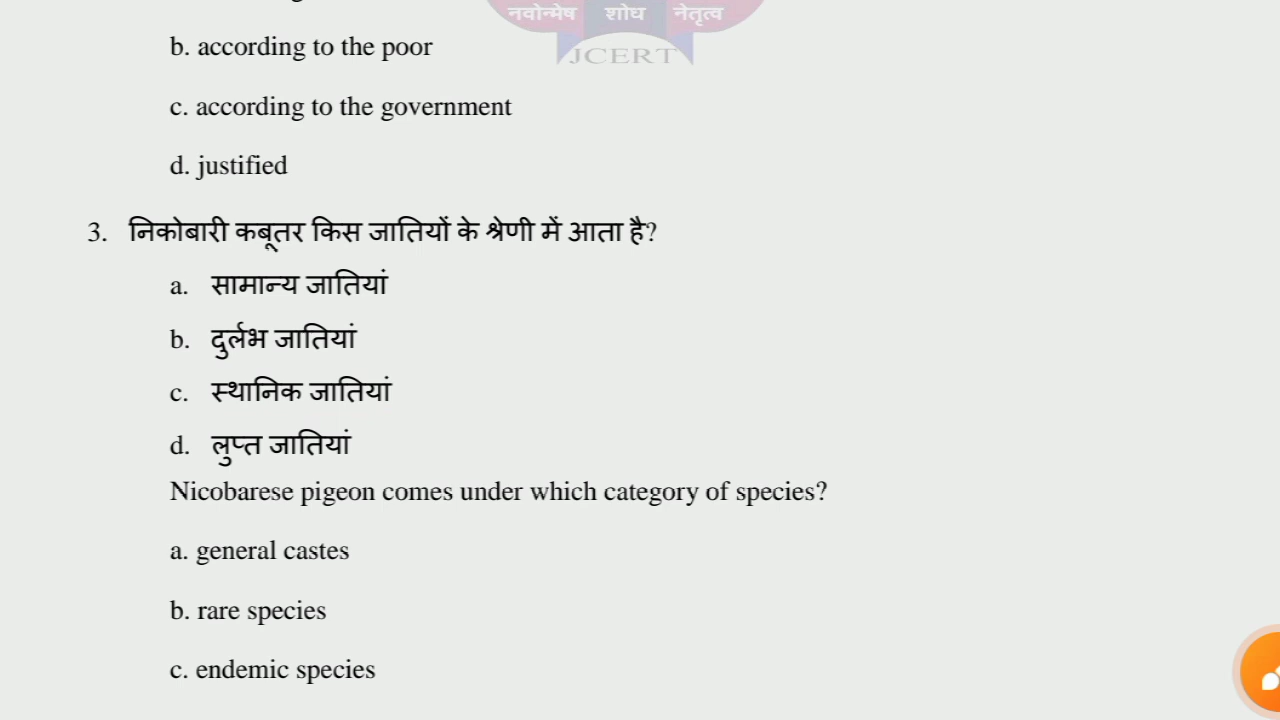 नवोन्मेष शोध नेतृत्व
b. according to the poor
JCERT
c. according to the government
d. justified
3. निकोबारी कबूतर किस जातियों के श्रेणी में आता है?
a. सामान्य जातियां
b. दुर्लभ जातियां
c. स्थानिक जातियां
d. लुप्त जातियां
Nicobarese pigeon comes under which category of species?
a. general castes
b. rare species
c. endemic species